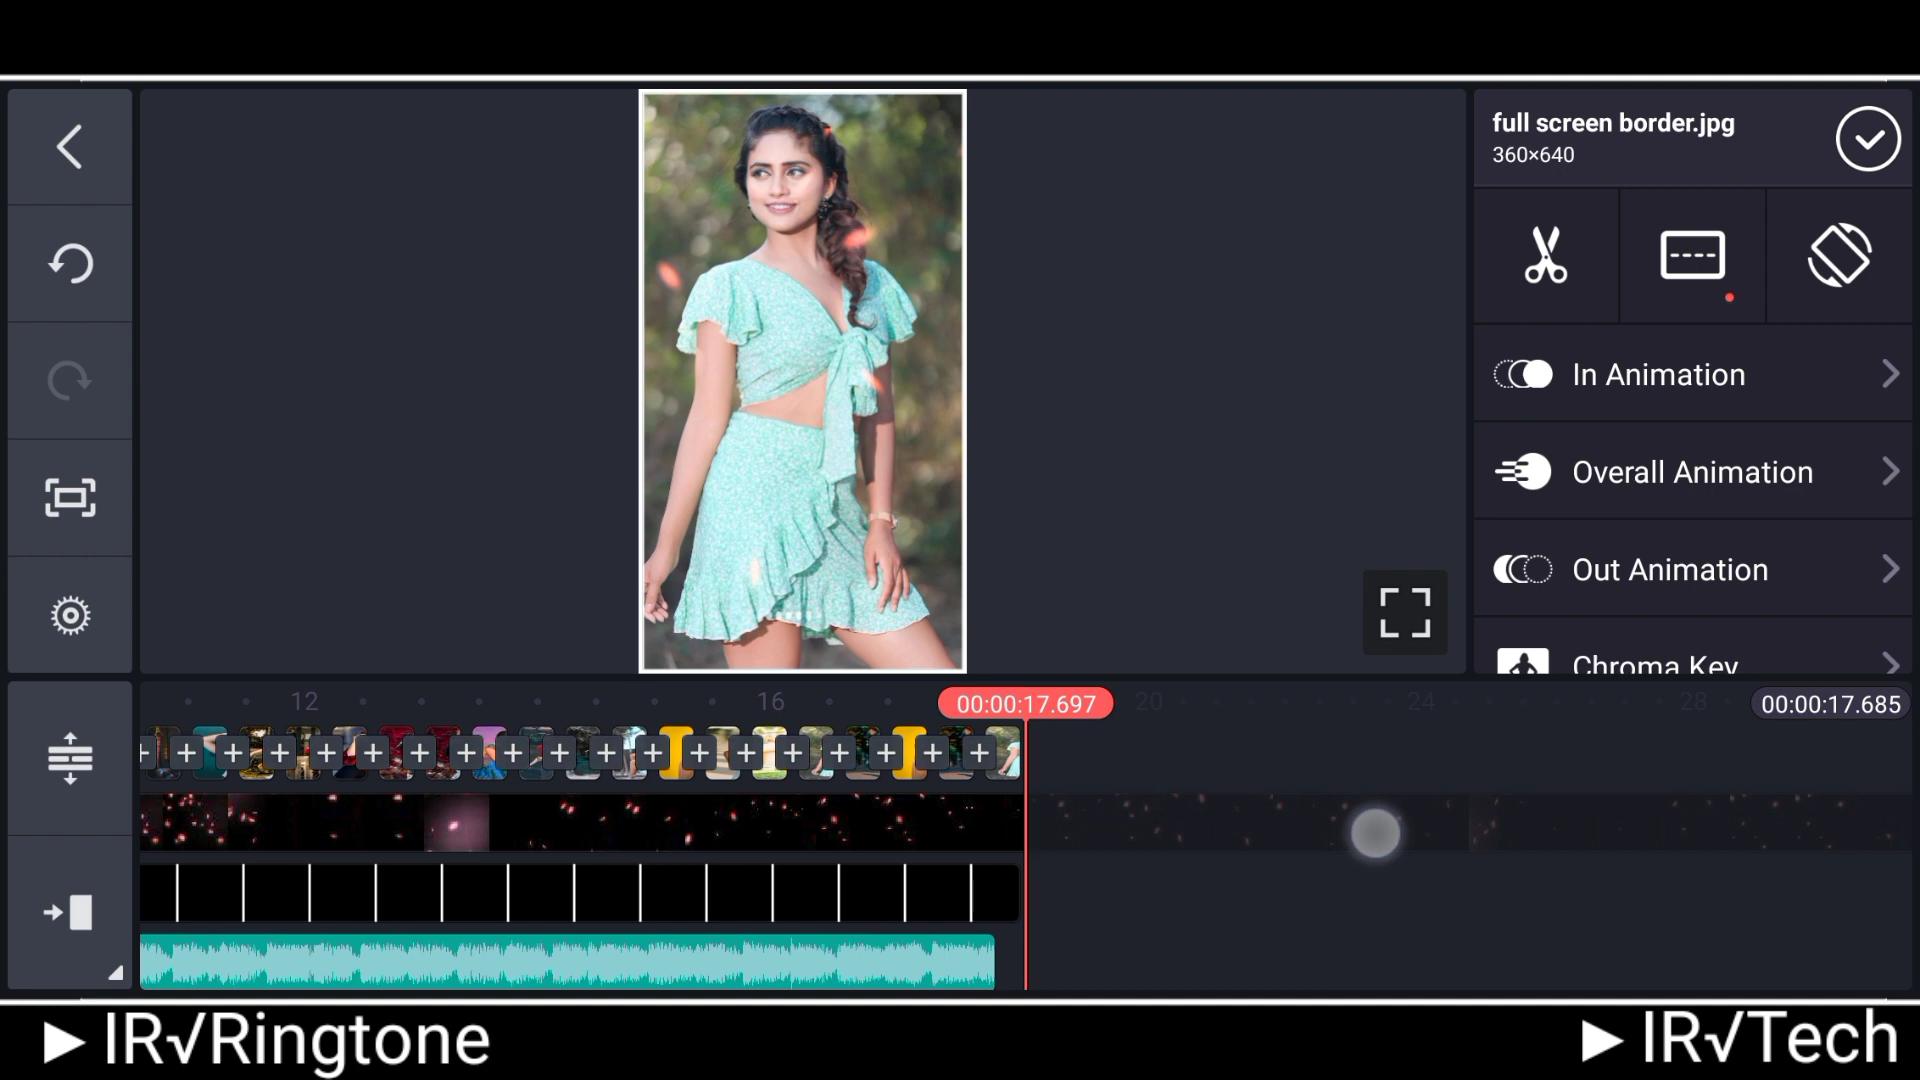 full screen border.jpg
360×640
In Animation
Overall Animation
Out Animation
Chroma Key
12
16
00:00:17.697
20
24
28
00:00:17.685
▶ IR√Ringtone
▶ IR√Tech